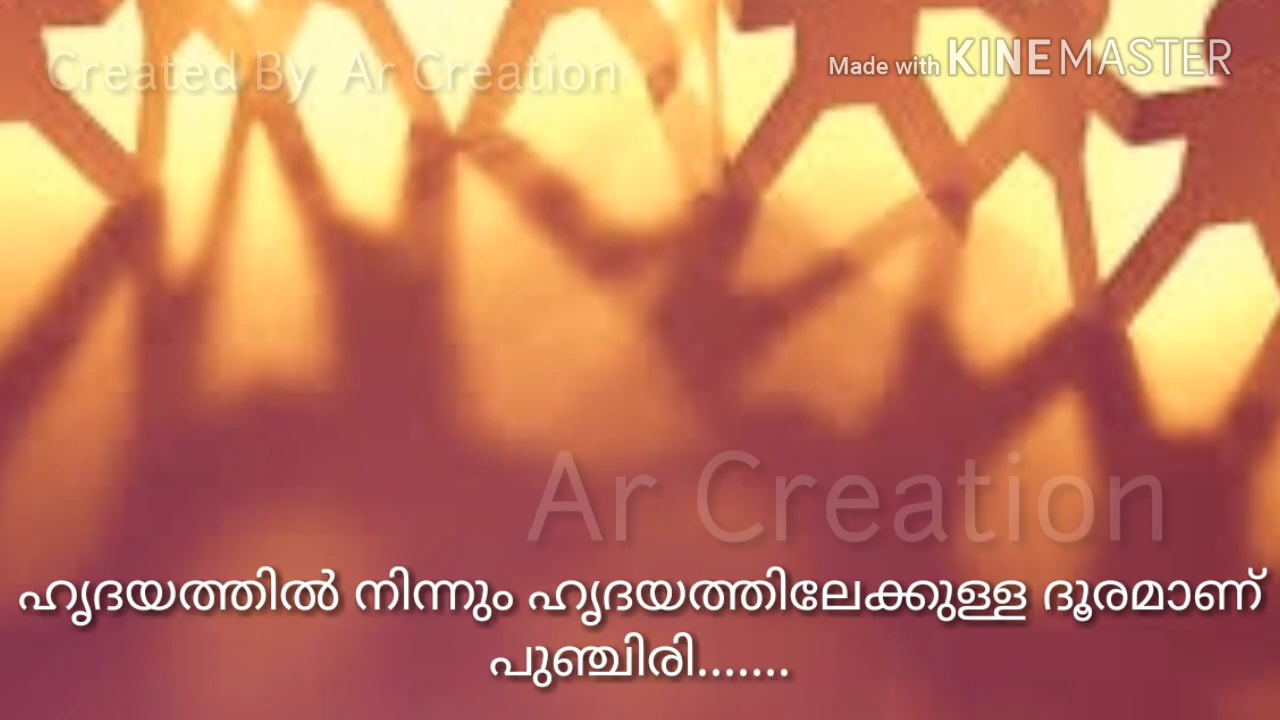 Created By Ar Creation
Made with KINEMASTER
Ar Creation
ഹൃദയത്തിൽ നിന്നും ഹൃദയത്തിലേക്കുള്ള ദൂരമാണ്
പുഞ്ചിരി.......